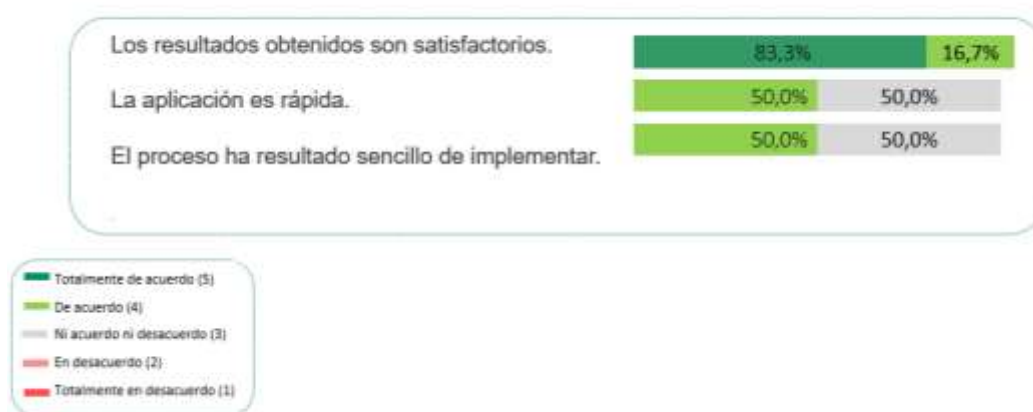 Los resultados obtenidos son satisfactorios.
83,3% 16,7%
La aplicación es rápida.
50,0% 50,0%
El proceso ha resultado sencillo de implementar.
50,0% 50,0%
Totalmente de acuerdo (5)
De acuerdo (4)
Ni acuerdo ni desacuerdo (3)
En desacuerdo (2)
Totalmente en desacuerdo (1)